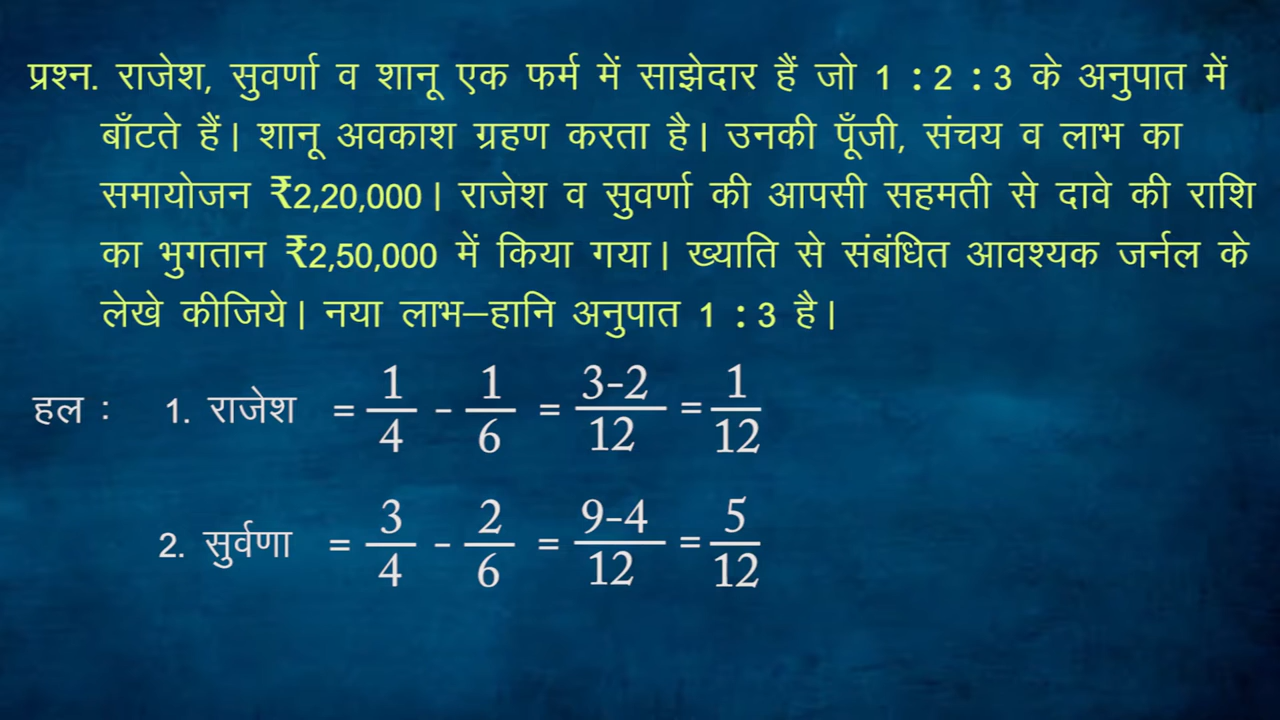 प्रश्न. राजेश, सुवर्णा व शानू एक फर्म में साझेदार हैं जो 1 : 2 : 3 के अनुपात में
बाँटते हैं। शानू अवकाश ग्रहण करता है। उनकी पूँजी, संचय व लाभ का
समायोजन ₹2,20,000। राजेश व सुवर्णा की आपसी सहमती से दावे की राशि
का भुगतान ₹2,50,000 में किया गया। ख्याति से संबंधित आवश्यक जर्नल के
लेखे कीजिये। नया लाभ–हानि अनुपात 1 : 3 है।
हल : 1. राजेश = 1/4 - 1/6 = 3-2/12 = 1/12
2. सुर्वणा = 3/4 - 2/6 = 9-4/12 = 5/12